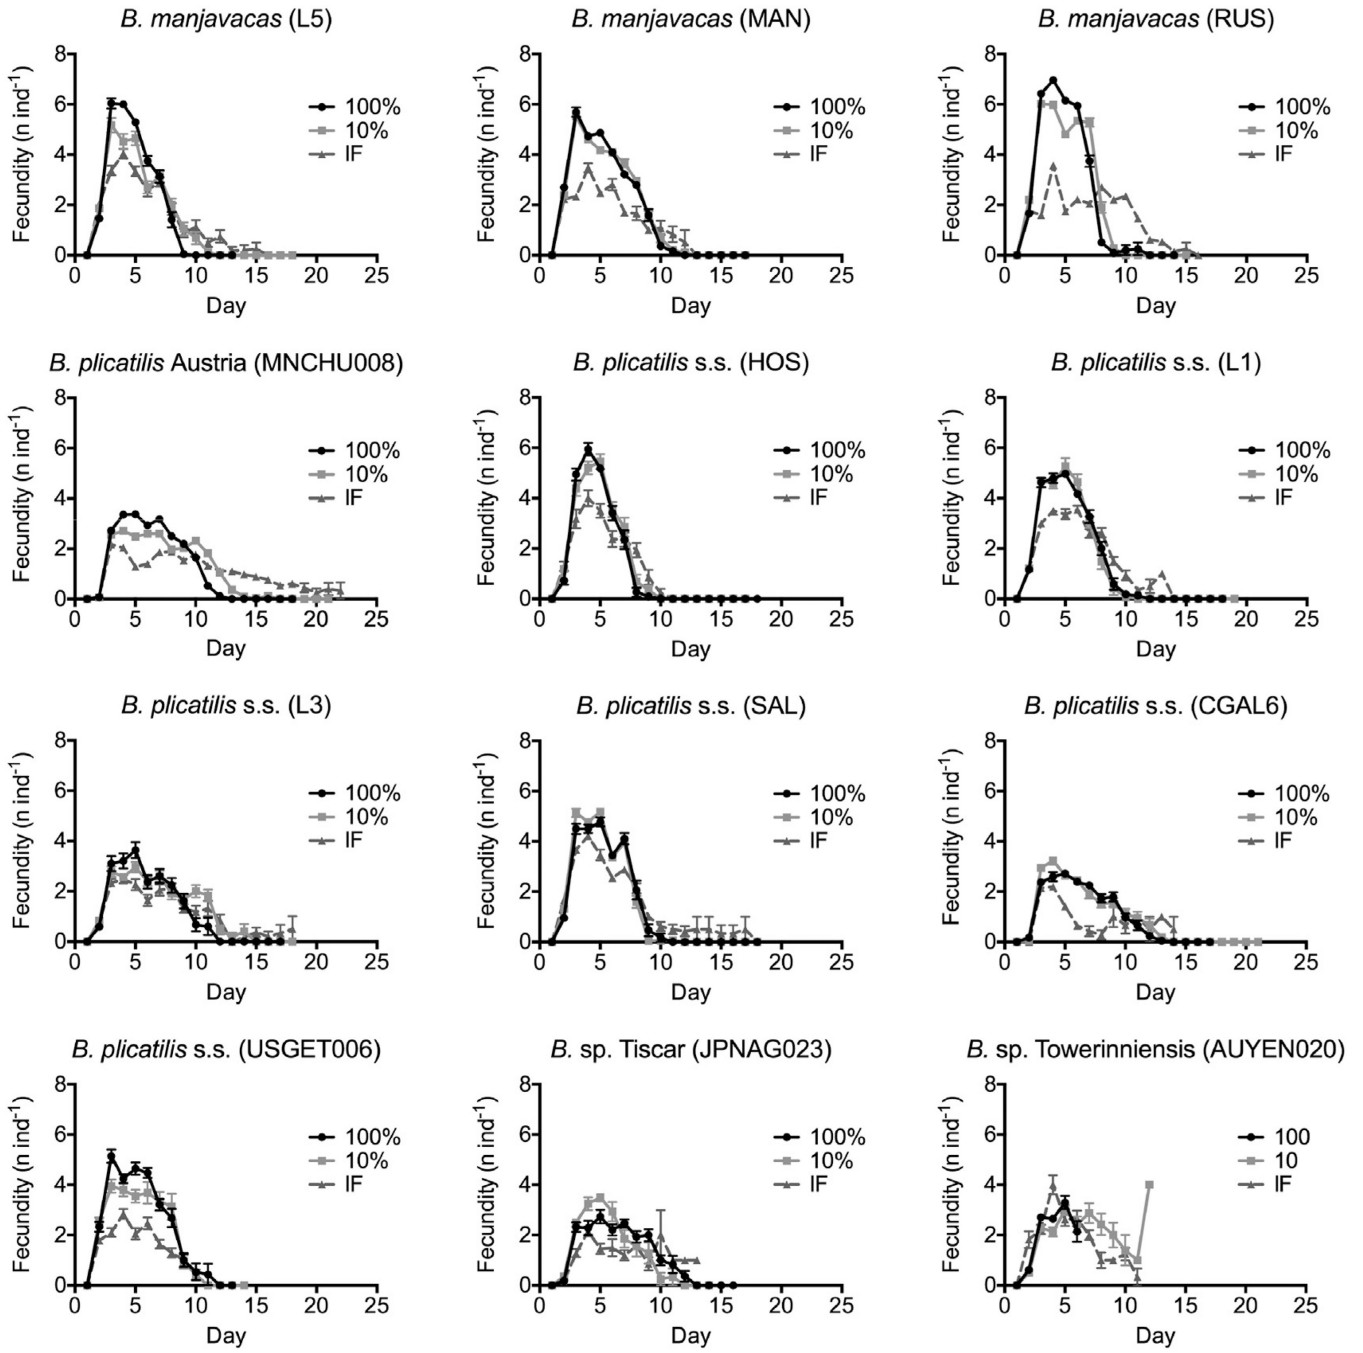 B. manjavacas (L5)
8
6
4
2
0
Fecundity (n ind-1)
100%
10%
IF
0 5 10 15 20 25
Day
B. manjavacas (MAN)
8
6
4
2
0
Fecundity (n ind-1)
100%
10%
IF
0 5 10 15 20 25
Day
B. manjavacas (RUS)
8
6
4
2
0
Fecundity (n ind-1)
100%
10%
IF
0 5 10 15 20 25
Day
B. plicatilis Austria (MNCHU008)
8
6
4
2
0
Fecundity (n ind-1)
100%
10%
IF
0 5 10 15 20 25
Day
B. plicatilis s.s. (HOS)
8
6
4
2
0
Fecundity (n ind-1)
100%
10%
IF
0 5 10 15 20 25
Day
B. plicatilis s.s. (L1)
8
6
4
2
0
Fecundity (n ind-1)
100%
10%
IF
0 5 10 15 20 25
Day
B. plicatilis s.s. (L3)
8
6
4
2
0
Fecundity (n ind-1)
100%
10%
IF
0 5 10 15 20 25
Day
B. plicatilis s.s. (SAL)
8
6
4
2
0
Fecundity (n ind-1)
100%
10%
IF
0 5 10 15 20 25
Day
B. plicatilis s.s. (CGAL6)
8
6
4
2
0
Fecundity (n ind-1)
100%
10%
IF
0 5 10 15 20 25
Day
B. plicatilis s.s. (USGET006)
8
6
4
2
0
Fecundity (n ind-1)
100%
10%
IF
0 5 10 15 20 25
Day
B. sp. Tiscar (JPNAG023)
8
6
4
2
0
Fecundity (n ind-1)
100%
10%
IF
0 5 10 15 20 25
Day
B. sp. Towerinniensis (AUYEN020)
8
6
4
2
0
Fecundity (n ind-1)
100
10
IF
0 5 10 15 20 25
Day